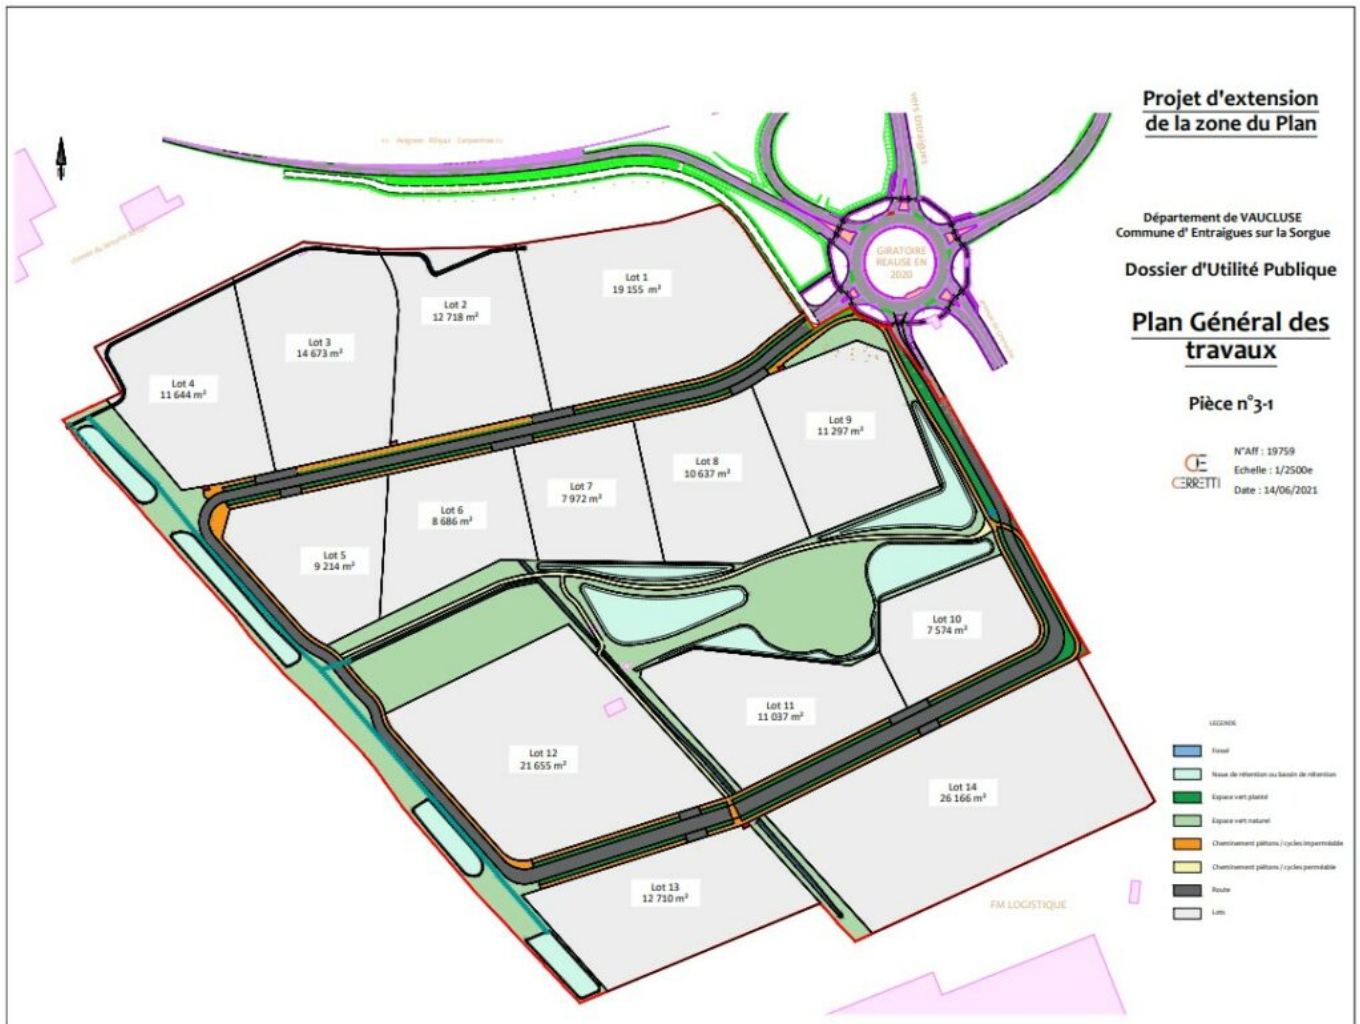 Projet d'extension
de la zone du Plan
Département de VAUCLUSE
Commune d' Entraigues sur la Sorgue
Dossier d'Utilité Publique
Plan Général des
travaux
Pièce n°3-1
CERRETTI
N°Aff : 19759
Echelle : 1/2500e
Date : 14/06/2021
vers Entraigues
GIRATOIRE
REALISE EN
2020
Lot 1
19 155 m²
Lot 2
12 718 m²
Lot 3
14 673 m²
Lot 4
11 644 m²
Lot 9
11 297 m²
Lot 8
10 637 m²
Lot 7
7 972 m²
Lot 6
8 686 m²
Lot 5
9 214 m²
Lot 10
7 574 m²
Lot 11
11 037 m²
Lot 12
21 655 m²
Lot 14
26 166 m²
Lot 13
12 710 m²
FM LOGISTIQUE
LEGENDE
Fossé
Noue de rétention ou bassin de rétention
Espace vert planté
Espace vert naturel
Cheminement piétons / cycles imperméable
Cheminement piétons / cycles perméable
Route
Lots